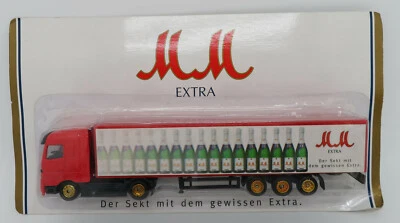 MM
EXTRA
MM
EXTRA
Der Sekt mit
dem gewissen Extra.
Der Sekt mit dem gewissen Extra.